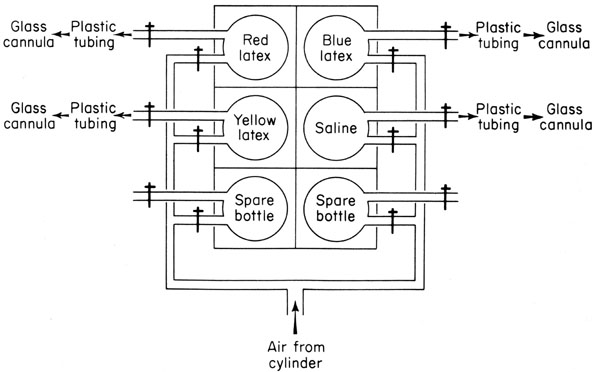 Glass
cannula
Plastic
tubing
Red
latex
Blue
latex
Plastic
tubing
Glass
cannula
Glass
cannula
Plastic
tubing
Yellow
latex
Saline
Plastic
tubing
Glass
cannula
Spare
bottle
Spare
bottle
Air from
cylinder